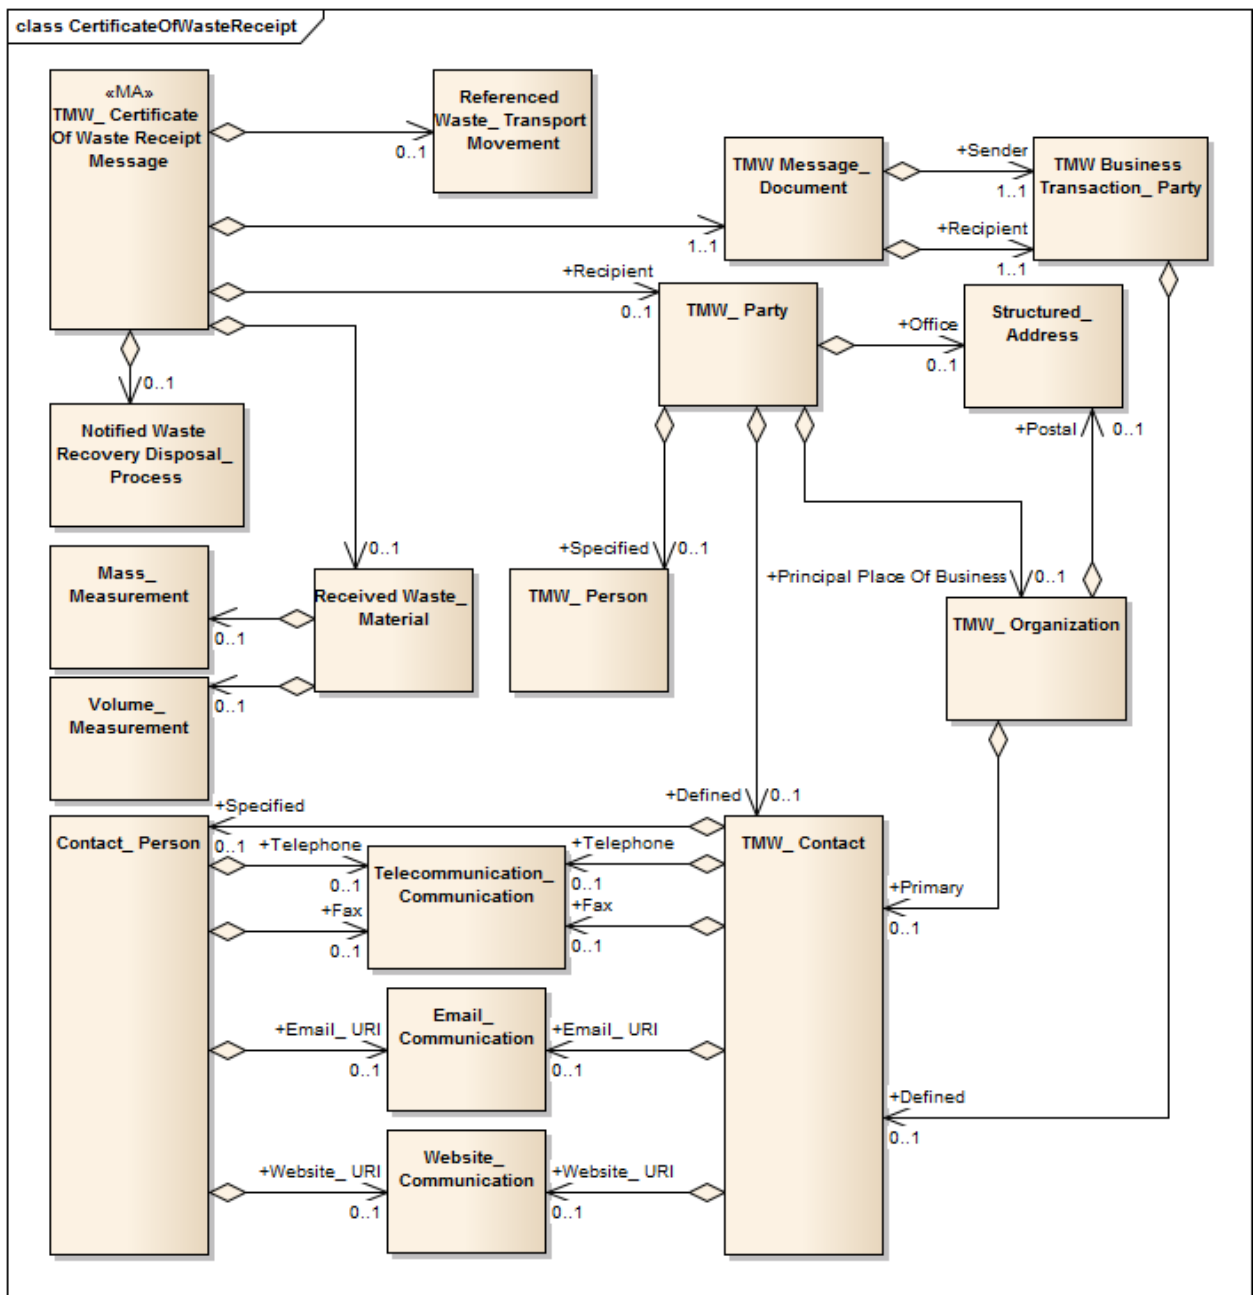 class CertificateOfWasteReceipt
«MA»
TMW_ Certificate
Of Waste Receipt
Message
0..1
Referenced
Waste_ Transport
Movement
1..1
TMW Message_
Document
+Sender
1..1
+Recipient
1..1
TMW Business
Transaction_ Party
+Recipient
0..1
TMW_ Party
+Office
0..1
Structured_
Address
+Postal
0..1
0..1
Notified Waste
Recovery Disposal_
Process
0..1
+Specified
0..1
+Principal Place Of Business
0..1
Mass_
Measurement
0..1
Received Waste_
Material
TMW_ Person
TMW_ Organization
Volume_
Measurement
0..1
+Defined
0..1
+Specified
0..1
Contact_ Person
+Telephone
0..1
Telecommunication_
Communication
+Telephone
0..1
TMW_ Contact
+Fax
0..1
+Fax
0..1
+Primary
0..1
+Email_ URI
0..1
Email_
Communication
+Email_ URI
0..1
+Defined
0..1
+Website_ URI
0..1
Website_
Communication
+Website_ URI
0..1